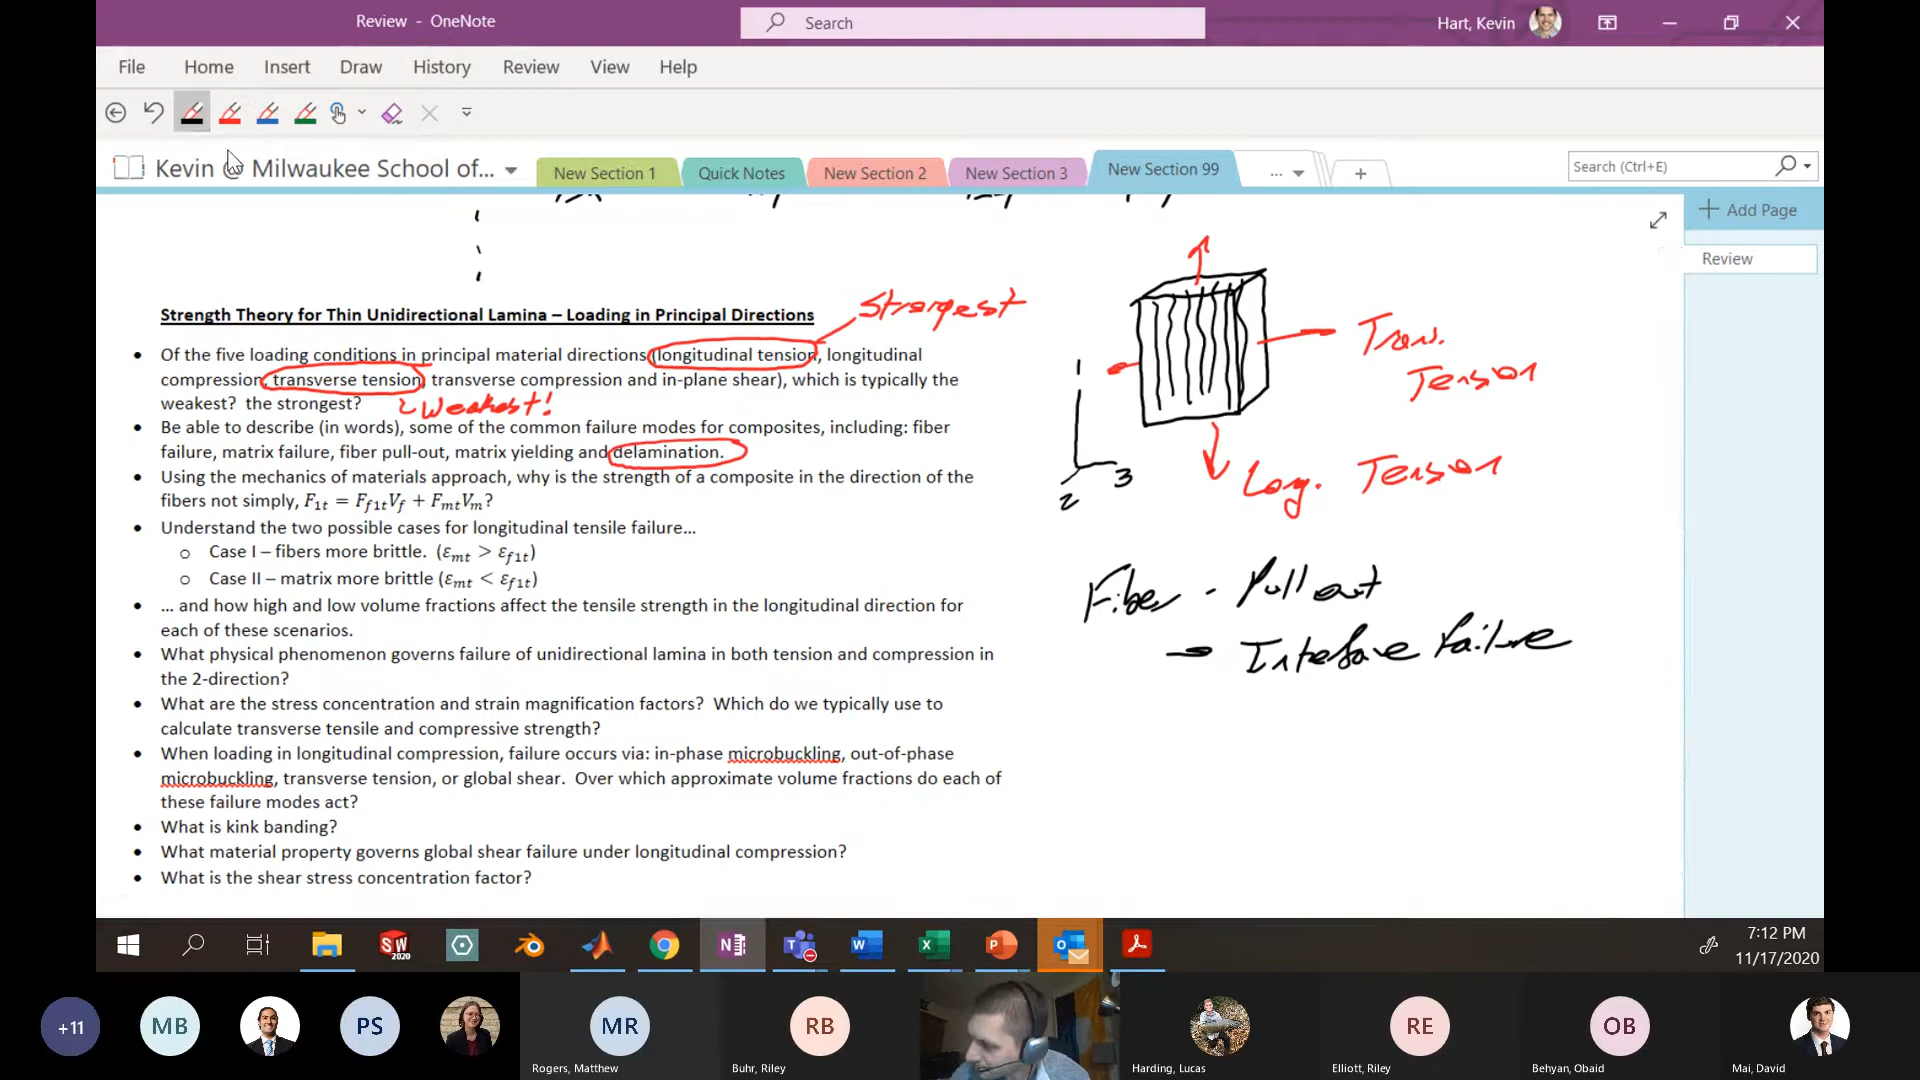 Review - OneNote
Search
Hart, Kevin
File Home Insert Draw History Review View Help
Kevin @ Milwaukee School of...
New Section 1
Quick Notes
New Section 2
New Section 3
New Section 99
...
Search (Ctrl+E)
Add Page
Review
Strength Theory for Thin Unidirectional Lamina – Loading in Principal Directions
Strongest
• Of the five loading conditions in principal material directions (longitudinal tension, longitudinal
compression, transverse tension, transverse compression and in-plane shear), which is typically the
weakest? the strongest?
Weakest!
• Be able to describe (in words), some of the common failure modes for composites, including: fiber
failure, matrix failure, fiber pull-out, matrix yielding and delamination.
• Using the mechanics of materials approach, why is the strength of a composite in the direction of the
fibers not simply, F₁ₜ = F_f1t V_f + F_mt V_m?
• Understand the two possible cases for longitudinal tensile failure…
o Case I – fibers more brittle. (ε_mt > ε_f1t)
o Case II – matrix more brittle (ε_mt < ε_f1t)
• … and how high and low volume fractions affect the tensile strength in the longitudinal direction for
each of these scenarios.
• What physical phenomenon governs failure of unidirectional lamina in both tension and compression in
the 2-direction?
• What are the stress concentration and strain magnification factors? Which do we typically use to
calculate transverse tensile and compressive strength?
• When loading in longitudinal compression, failure occurs via: in-phase microbuckling, out-of-phase
microbuckling, transverse tension, or global shear. Over which approximate volume fractions do each of
these failure modes act?
• What is kink banding?
• What material property governs global shear failure under longitudinal compression?
• What is the shear stress concentration factor?
Trans.
Tension
1
2
3
Long. Tension
Fiber - Pull out
→ Interface failure
SW
2020
7:12 PM
11/17/2020
+11
MB
PS
MR
Rogers, Matthew
RB
Buhr, Riley
Harding, Lucas
RE
Elliott, Riley
OB
Behyan, Obaid
Mai, David